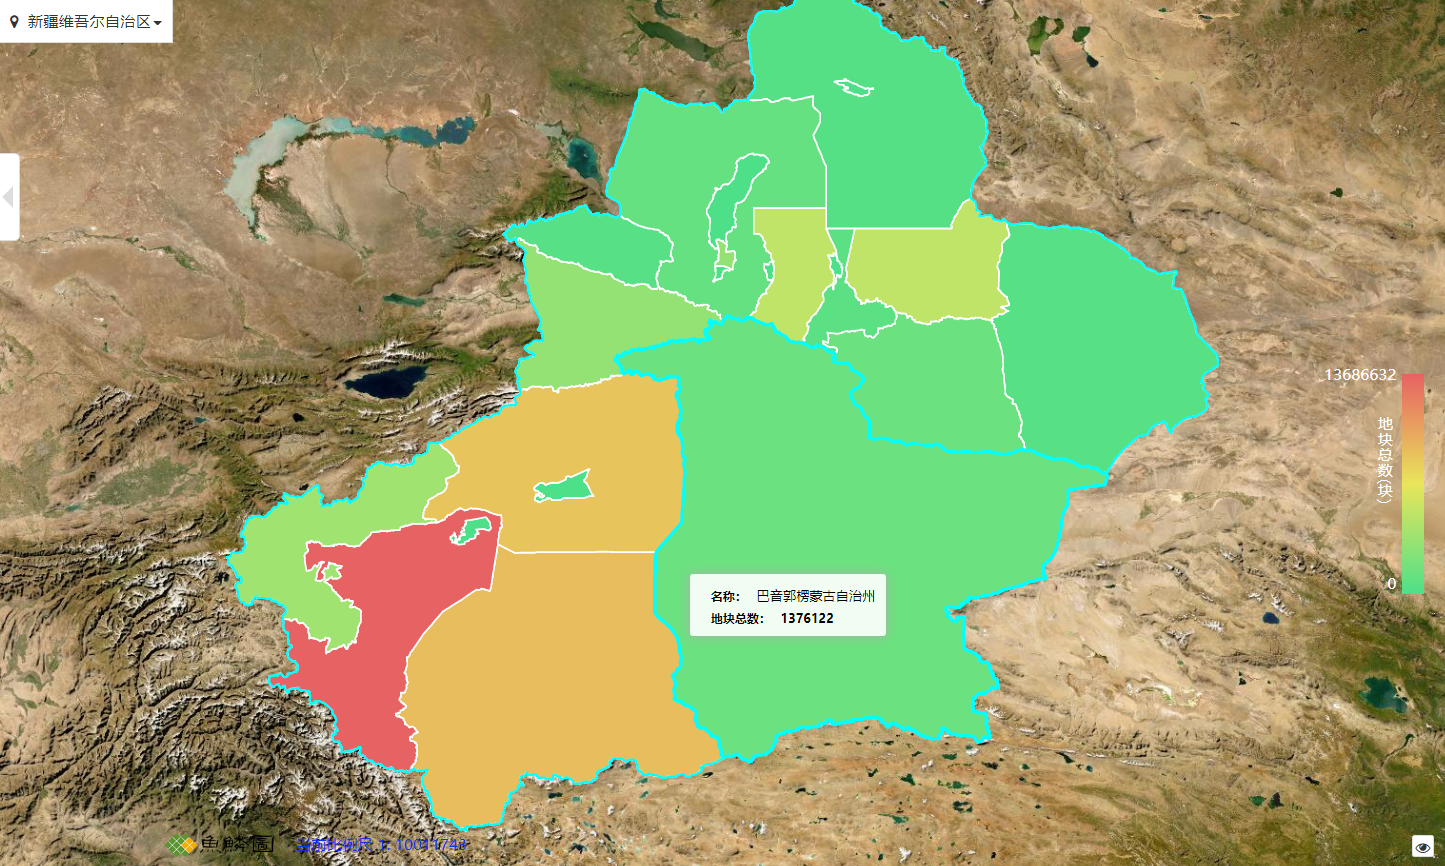 新疆维吾尔自治区
13686632
地块总数(块)
0
名称： 巴音郭楞蒙古自治州
地块总数： 1376122
鱼鳞图 当前比例尺 1: 10011748